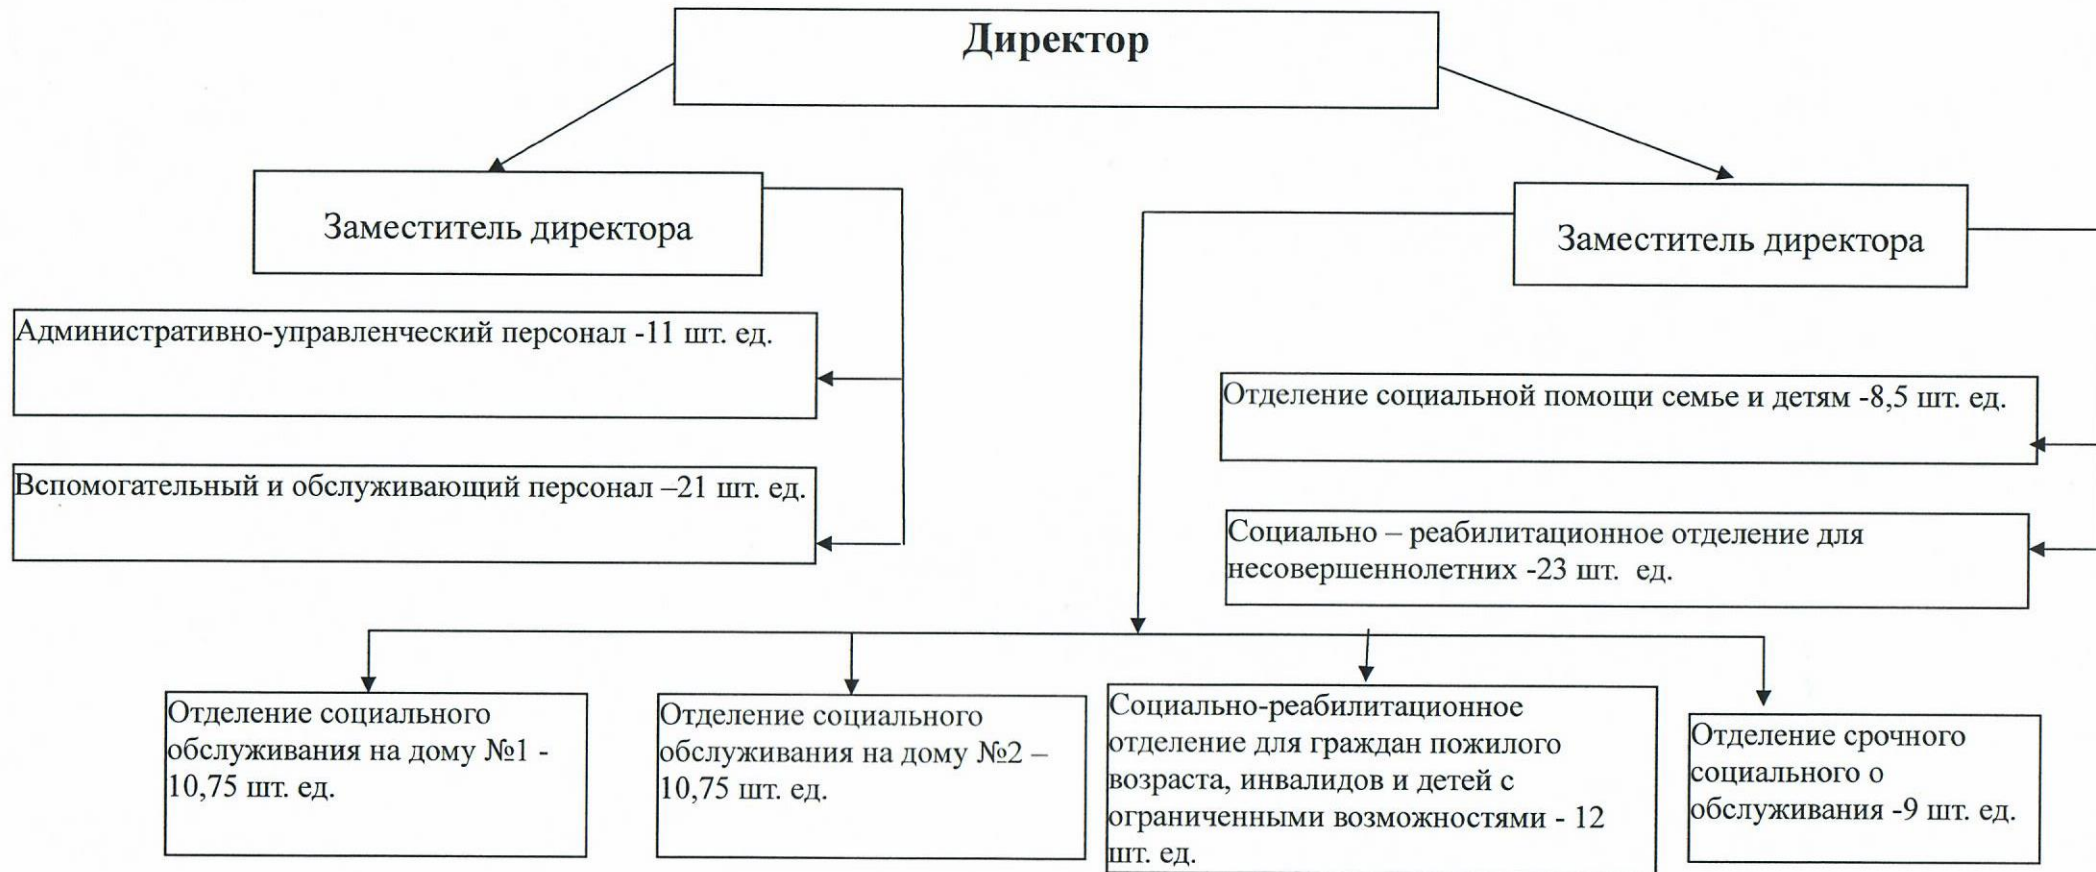 Директор
Заместитель директора
Заместитель директора
Административно-управленческий персонал -11 шт. ед.
Отделение социальной помощи семье и детям -8,5 шт. ед.
Вспомогательный и обслуживающий персонал –21 шт. ед.
Социально – реабилитационное отделение для
несовершеннолетних -23 шт. ед.
Отделение социального
обслуживания на дому №1 -
10,75 шт. ед.
Отделение социального
обслуживания на дому №2 –
10,75 шт. ед.
Социально-реабилитационное
отделение для граждан пожилого
возраста, инвалидов и детей с
ограниченными возможностями - 12
шт. ед.
Отделение срочного
социального о
обслуживания -9 шт. ед.